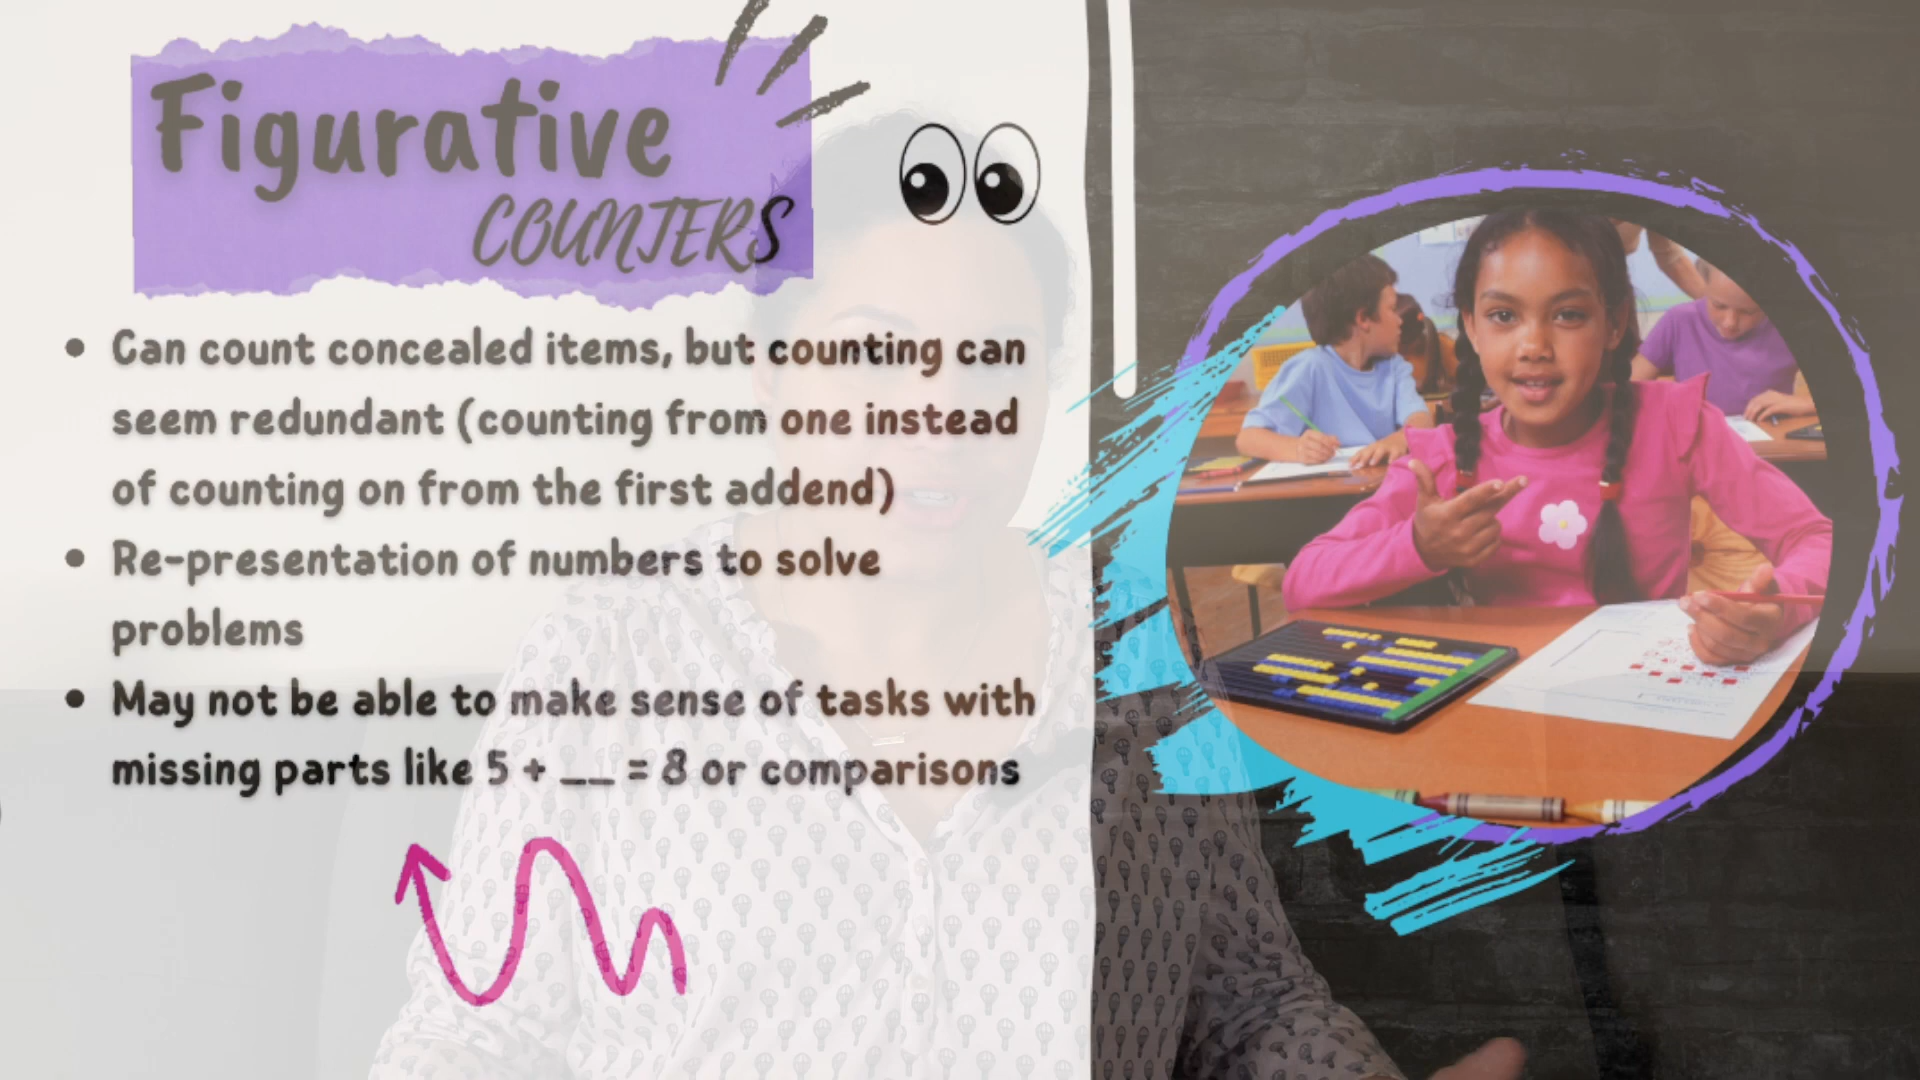 Figurative
COUNTERS
• Can count concealed items, but counting can
seem redundant (counting from one instead
of counting on from the first addend)
• Re-presentation of numbers to solve
problems
• May not be able to make sense of tasks with
missing parts like 5 + __ = 8 or comparisons